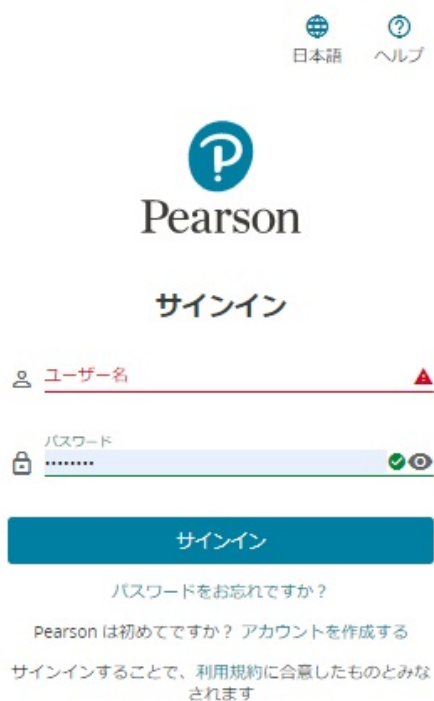 日本語 ヘルプ
Pearson
サインイン
ユーザー名
パスワード
••••••••
サインイン
パスワードをお忘れですか？
Pearson は初めてですか？ アカウントを作成する
サインインすることで、利用規約に合意したものとみな
されます